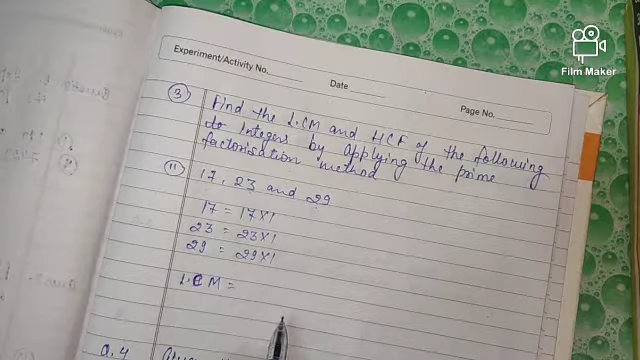 Film Maker
Experiment/Activity No.
Date
Page No.
3 Find the L.CM and HCF of the following
to Integers by applying the prime
factorisation method
11 17, 23 and 29
17 = 17×1
23 = 23×1
29 = 29×1
L.CM =
Q.4